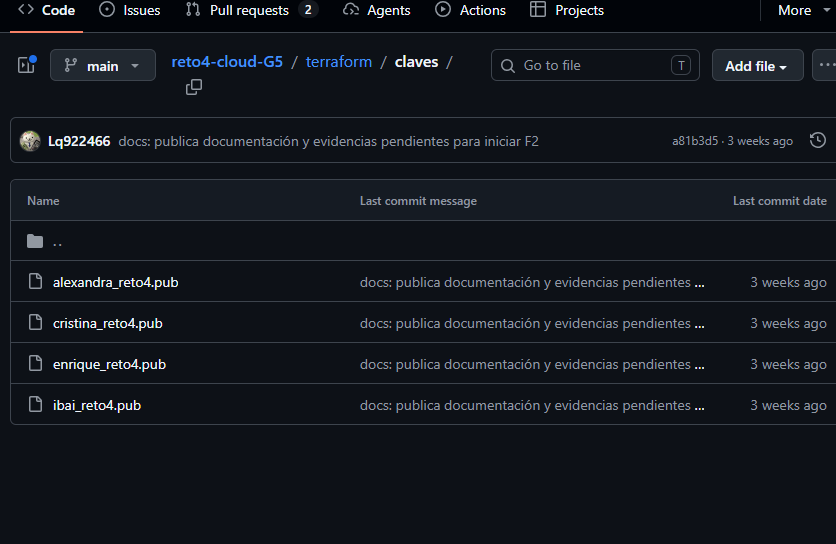 Code Issues Pull requests 2 Agents Actions Projects More
main reto4-cloud-G5 / terraform / claves / Go to file T Add file ...
Lq922466 docs: publica documentación y evidencias pendientes para iniciar F2 a81b3d5 · 3 weeks ago
Name Last commit message Last commit date
..
alexandra_reto4.pub docs: publica documentación y evidencias pendientes ... 3 weeks ago
cristina_reto4.pub docs: publica documentación y evidencias pendientes ... 3 weeks ago
enrique_reto4.pub docs: publica documentación y evidencias pendientes ... 3 weeks ago
ibai_reto4.pub docs: publica documentación y evidencias pendientes ... 3 weeks ago